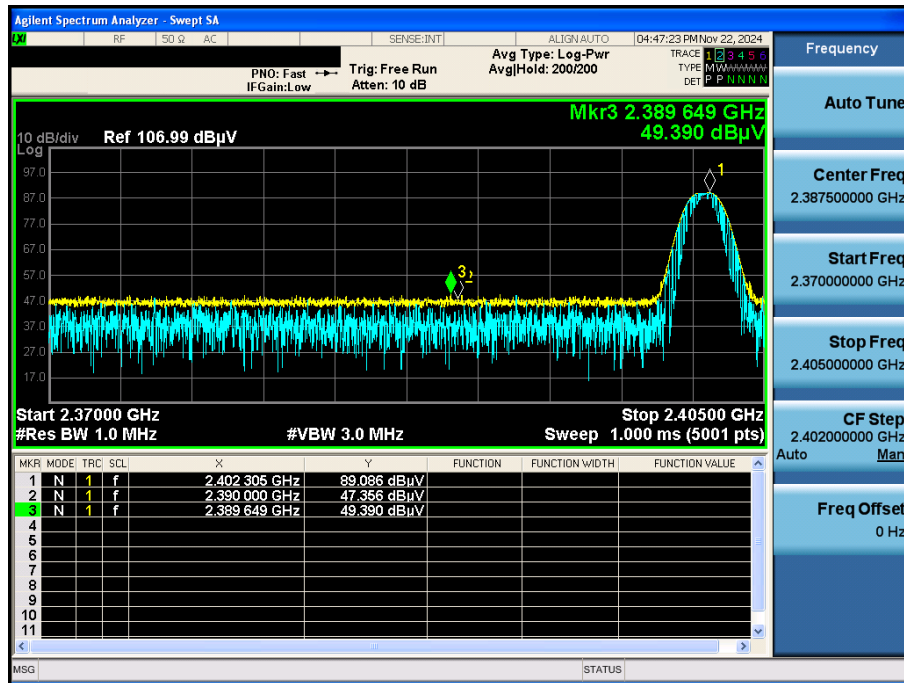 Agilent Spectrum Analyzer - Swept SA
LXI RF 50 Ω AC SENSE:INT ALIGN AUTO 04:47:23 PM Nov 22, 2024
PNO: Fast Trig: Free Run Avg Type: Log-Pwr TRACE 1 2 3 4 5 6
IFGain:Low Atten: 10 dB Avg|Hold: 200/200 TYPE M W W W W W
DET P P N N N N
Mkr3 2.389 649 GHz
49.390 dBµV
10 dB/div Ref 106.99 dBµV
Log
97.0
87.0
77.0
67.0
57.0
47.0
37.0
27.0
17.0
1
3
2
Start 2.37000 GHz Stop 2.40500 GHz
#Res BW 1.0 MHz #VBW 3.0 MHz Sweep 1.000 ms (5001 pts)
MKR MODE TRC SCL X Y FUNCTION FUNCTION WIDTH FUNCTION VALUE
1 N 1 f 2.402 305 GHz 89.086 dBµV
2 N 1 f 2.390 000 GHz 47.356 dBµV
3 N 1 f 2.389 649 GHz 49.390 dBµV
4
5
6
7
8
9
10
11
MSG STATUS
Frequency
Auto Tune
Center Freq
2.387500000 GHz
Start Freq
2.370000000 GHz
Stop Freq
2.405000000 GHz
CF Step
2.402000000 GHz
Auto Man
Freq Offset
0 Hz